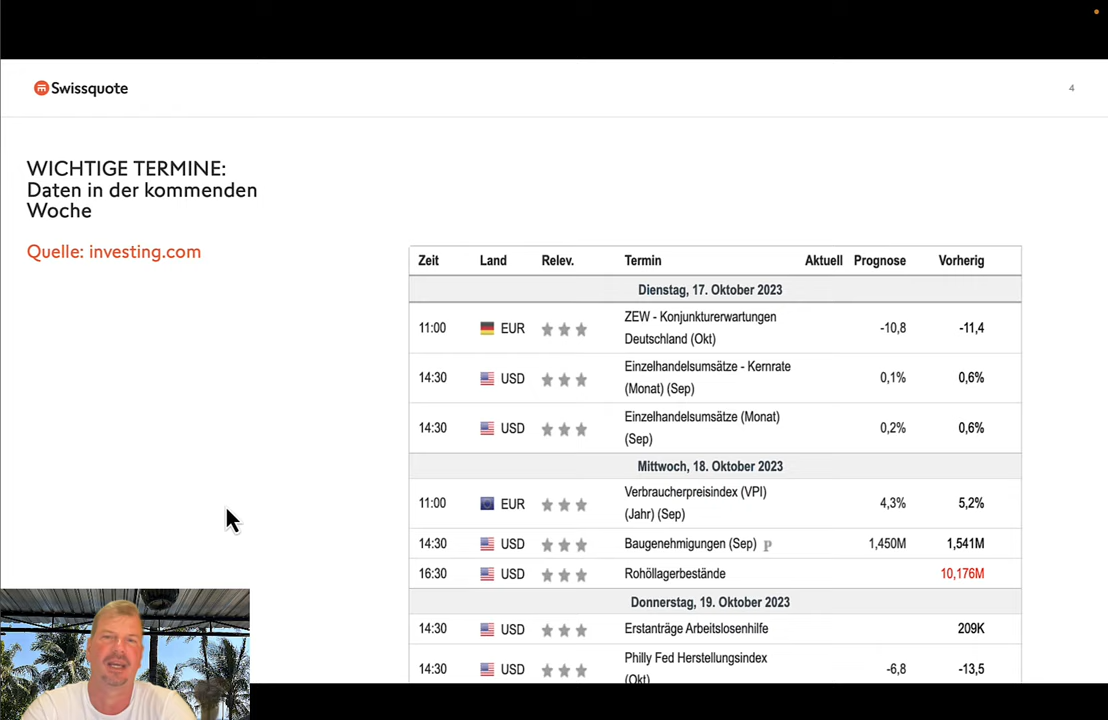 Swissquote
4
WICHTIGE TERMINE:
Daten in der kommenden
Woche
Quelle: investing.com
Zeit Land Relev. Termin Aktuell Prognose Vorherig
Dienstag, 17. Oktober 2023
11:00 EUR ZEW - Konjunkturerwartungen Deutschland (Okt) -10,8 -11,4
14:30 USD Einzelhandelsumsätze - Kernrate (Monat) (Sep) 0,1% 0,6%
14:30 USD Einzelhandelsumsätze (Monat) (Sep) 0,2% 0,6%
Mittwoch, 18. Oktober 2023
11:00 EUR Verbraucherpreisindex (VPI) (Jahr) (Sep) 4,3% 5,2%
14:30 USD Baugenehmigungen (Sep) P 1,450M 1,541M
16:30 USD Rohöllagerbestände 10,176M
Donnerstag, 19. Oktober 2023
14:30 USD Erstanträge Arbeitslosenhilfe 209K
14:30 USD Philly Fed Herstellungsindex (Okt) -6,8 -13,5